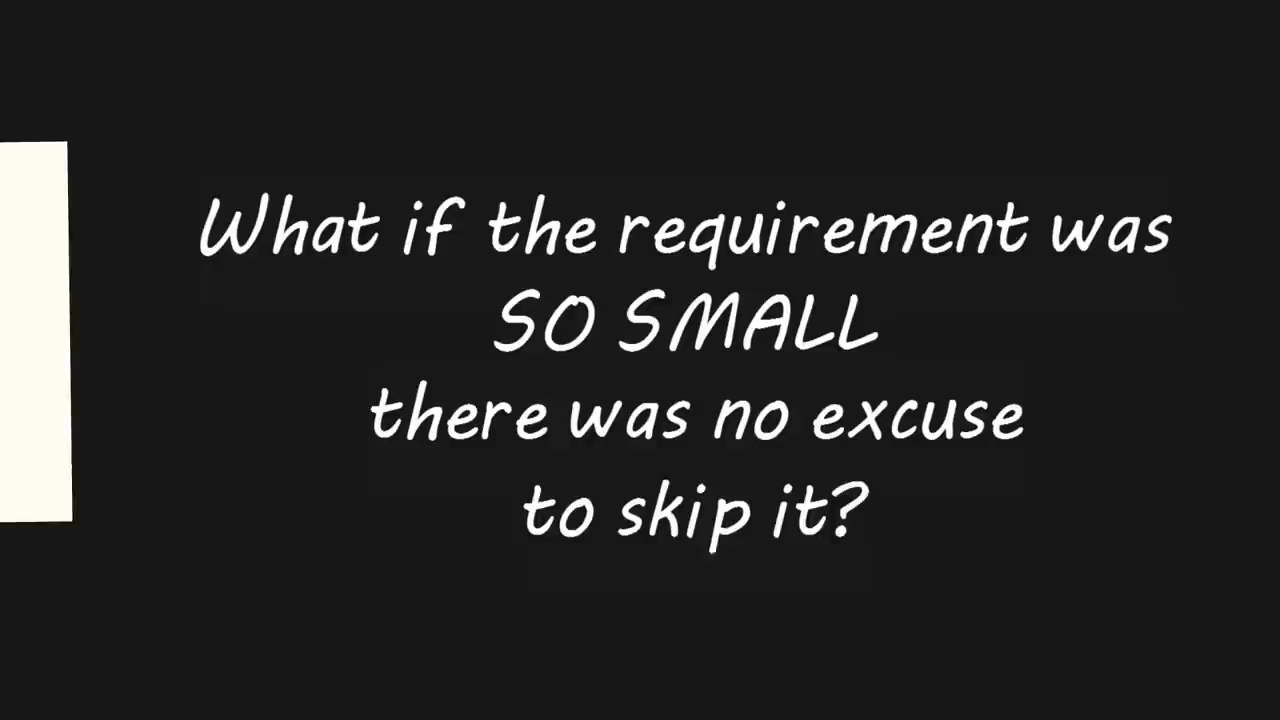 What if the requirement was
SO SMALL
there was no excuse
to skip it?